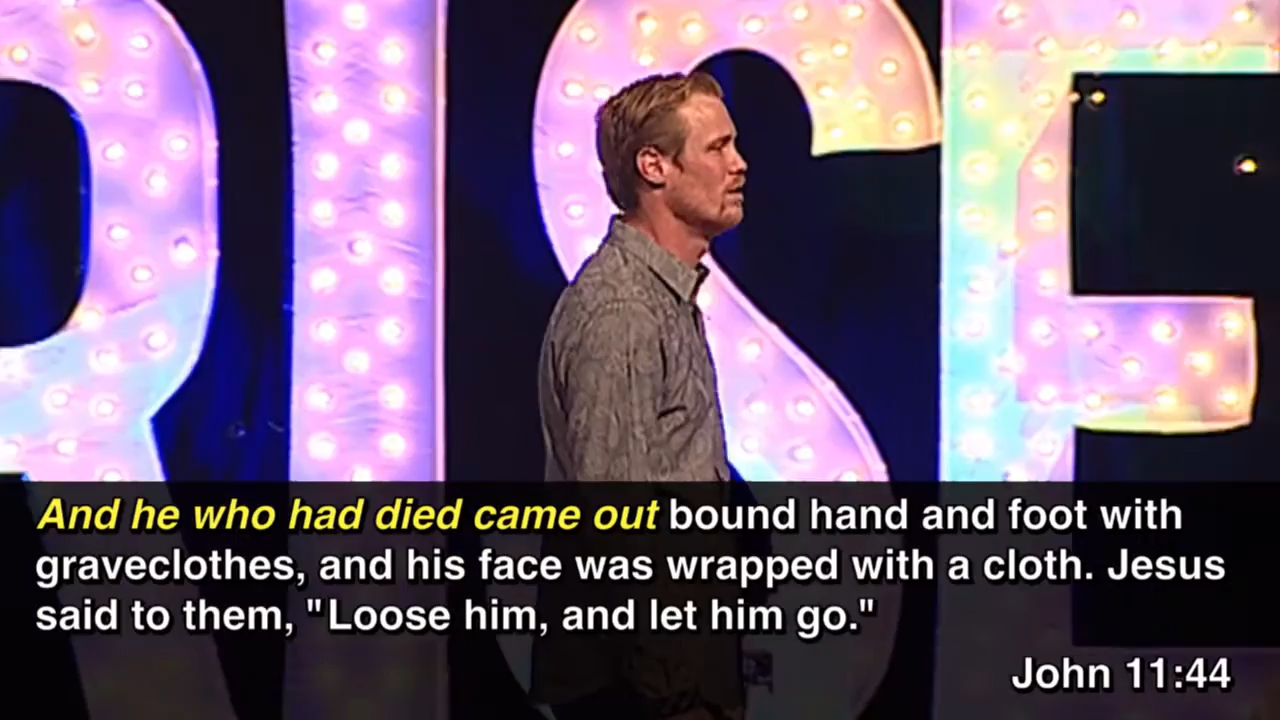 RISE
And he who had died came out bound hand and foot with
graveclothes, and his face was wrapped with a cloth. Jesus
said to them, "Loose him, and let him go."
John 11:44